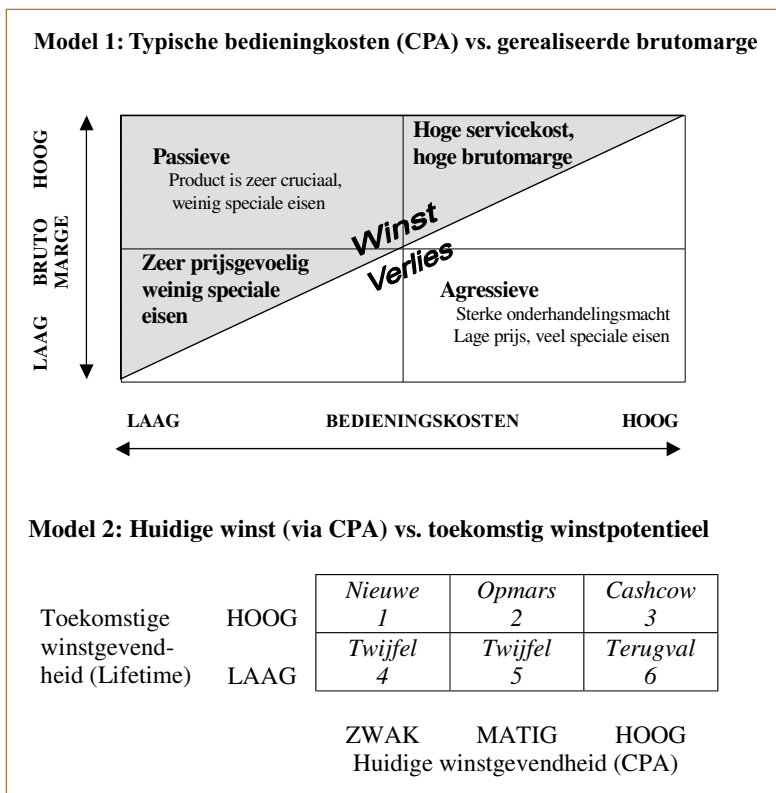 Model 1: Typische bedieningkosten (CPA) vs. gerealiseerde brutomarge
HOOG
BRUTO
MARGE
LAAG
Passieve
Product is zeer cruciaal,
weinig speciale eisen
Hoge servicekost,
hoge brutomarge
Winst
Verlies
Zeer prijsgevoelig
weinig speciale
eisen
Agressieve
Sterke onderhandelingsmacht
Lage prijs, veel speciale eisen
LAAG BEDIENINGSKOSTEN HOOG
Model 2: Huidige winst (via CPA) vs. toekomstig winstpotentieel
Toekomstige
winstgevend-
heid (Lifetime)
HOOG
LAAG
Nieuwe Opmars Cashcow
1 2 3
Twijfel Twijfel Terugval
4 5 6
ZWAK MATIG HOOG
Huidige winstgevendheid (CPA)